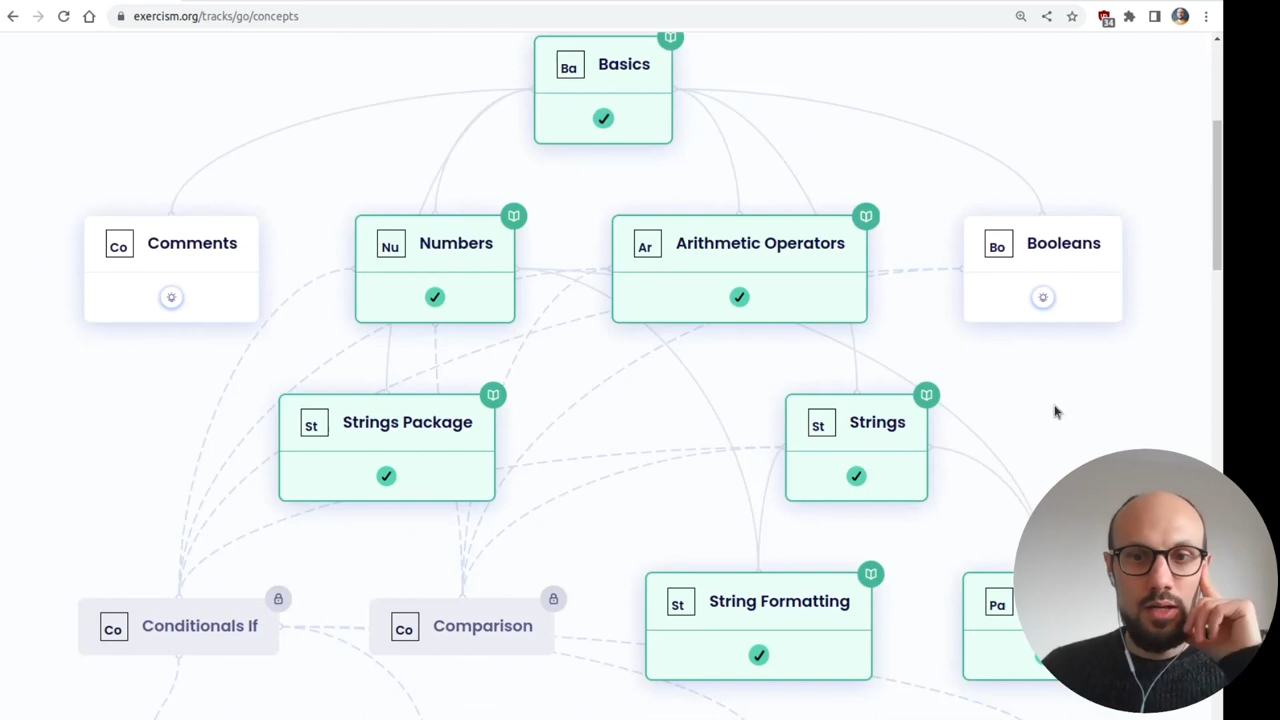 exercism.org/tracks/go/concepts
34
Ba Basics
Co Comments
Nu Numbers
Ar Arithmetic Operators
Bo Booleans
St Strings Package
St Strings
Co Conditionals If
Co Comparison
St String Formatting
Pa